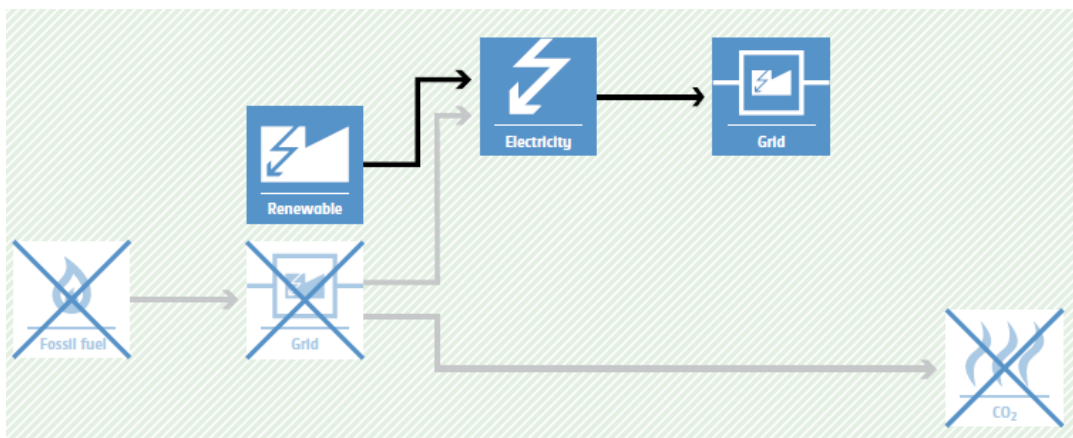 Electricity
Grid
Renewable
Fossil fuel
Grid
CO₂